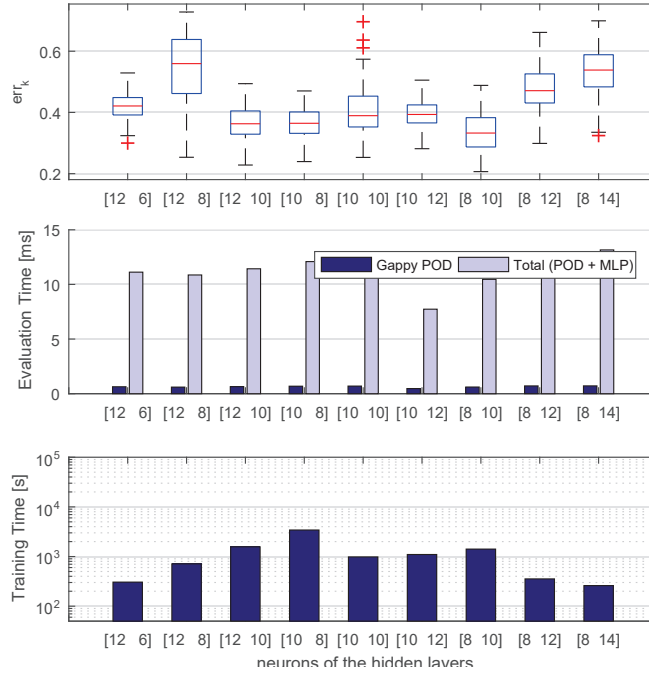 0.6
0.4
0.2
err_k
[12 6] [12 8] [12 10] [10 8] [10 10] [10 12] [8 10] [8 12] [8 14]
15
10
5
0
Evaluation Time [ms]
Gappy POD Total (POD + MLP)
[12 6] [12 8] [12 10] [10 8] [10 10] [10 12] [8 10] [8 12] [8 14]
10^5
10^4
10^3
10^2
Training Time [s]
[12 6] [12 8] [12 10] [10 8] [10 10] [10 12] [8 10] [8 12] [8 14]
neurons of the hidden layers